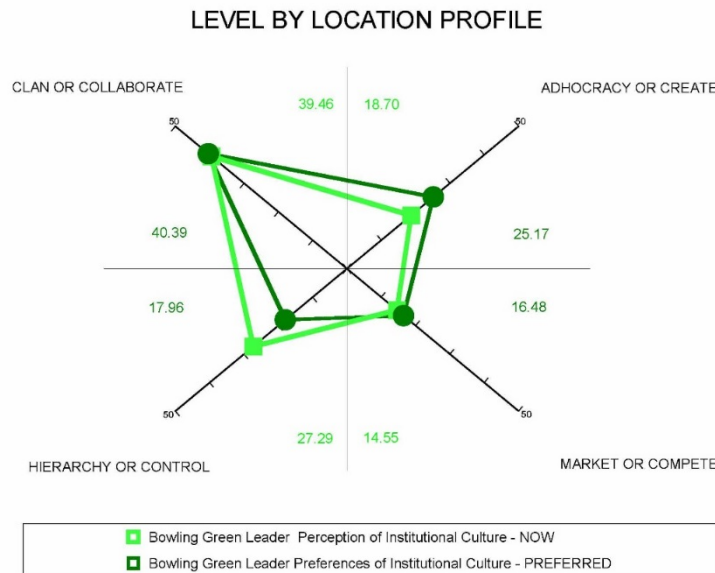 LEVEL BY LOCATION PROFILE
CLAN OR COLLABORATE
39.46
18.70
ADHOCRACY OR CREATE
50
50
40.39
25.17
17.96
16.48
50
50
27.29
14.55
HIERARCHY OR CONTROL
MARKET OR COMPETE
Bowling Green Leader Perception of Institutional Culture - NOW
Bowling Green Leader Preferences of Institutional Culture - PREFERRED